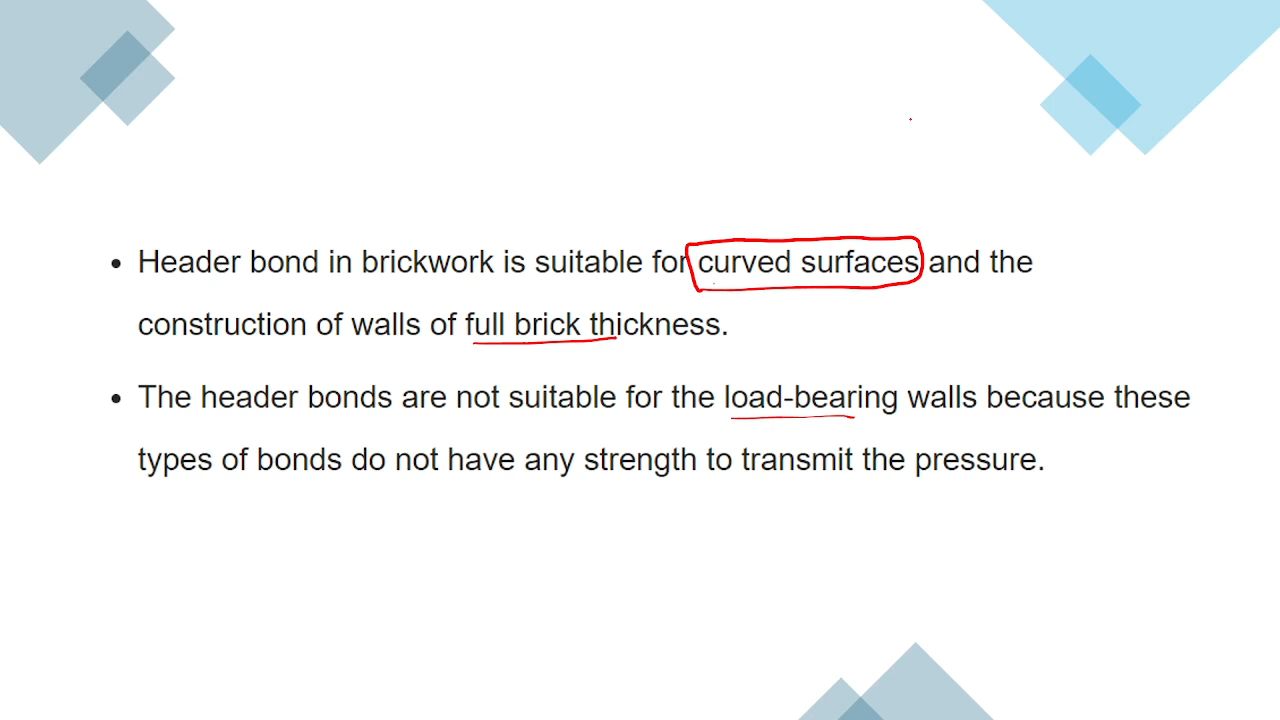 • Header bond in brickwork is suitable for curved surfaces and the
construction of walls of full brick thickness.
• The header bonds are not suitable for the load-bearing walls because these
types of bonds do not have any strength to transmit the pressure.